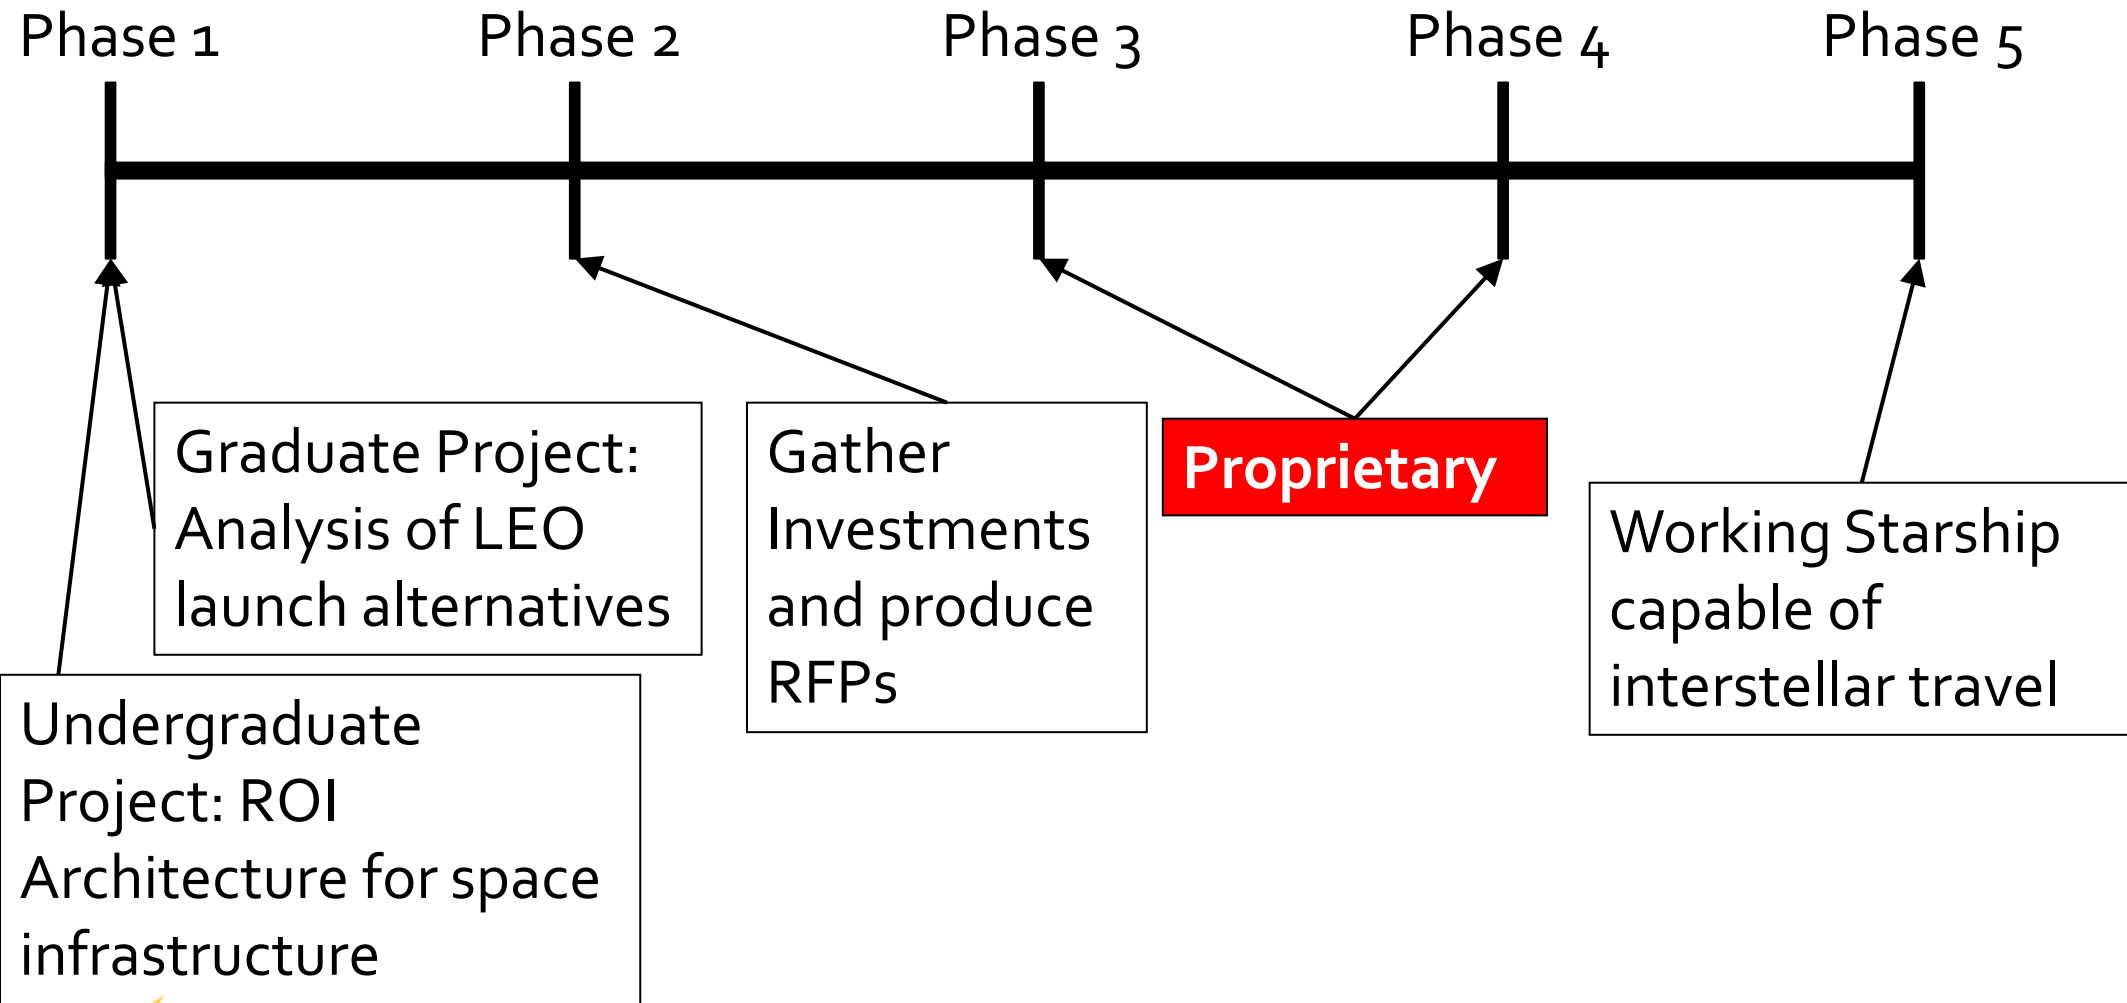 Phase 1
Phase 2
Phase 3
Phase 4
Phase 5
Graduate Project:
Analysis of LEO
launch alternatives
Undergraduate
Project: ROI
Architecture for space
infrastructure
Gather
Investments
and produce
RFPs
Proprietary
Working Starship
capable of
interstellar travel